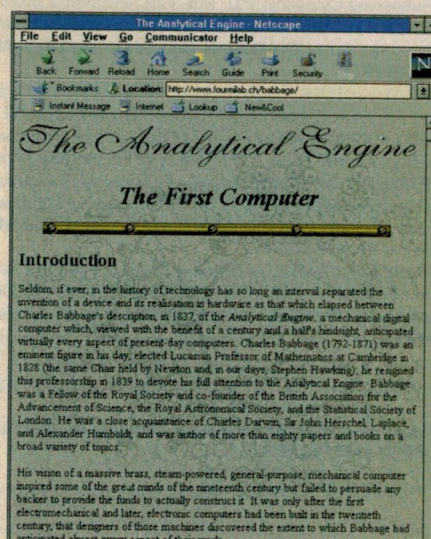 The Analytical Engine - Netscape
File Edit View Go Communicator Help
Back Forward Reload Home Search Guide Print Security Stop
Bookmarks Location: http://www.fourmilab.ch/babbage/
Instant Message Internet Lookup New&Cool
The Analytical Engine
The First Computer
Introduction
Seldom, if ever, in the history of technology has so long an interval separated the
invention of a device and its realisation in hardware as that which elapsed between
Charles Babbage's description, in 1837, of the Analytical Engine, a mechanical digital
computer which, viewed with the benefit of a century and a half's hindsight, anticipated
virtually every aspect of present-day computers. Charles Babbage (1792-1871) was an
eminent figure in his day, elected Lucasian Professor of Mathematics at Cambridge in
1828 (the same Chair held by Newton and, in our days, Stephen Hawking); he resigned
this professorship in 1839 to devote his full attention to the Analytical Engine. Babbage
was a Fellow of the Royal Society and co-founder of the British Association for the
Advancement of Science, the Royal Astronomical Society, and the Statistical Society of
London. He was a close acquaintance of Charles Darwin, Sir John Herschel, Laplace,
and Alexander Humboldt, and was author of more than eighty papers and books on a
broad variety of topics.
His vision of a massive brass, steam-powered, general-purpose, mechanical computer
inspired some of the great minds of the nineteenth century but failed to persuade any
backer to provide the funds to actually construct it. It was only after the first
electromechanical and later, electronic computers had been built in the twentieth
century, that designers of those machines discovered the extent to which Babbage had
anticipated almost every aspect of their work.